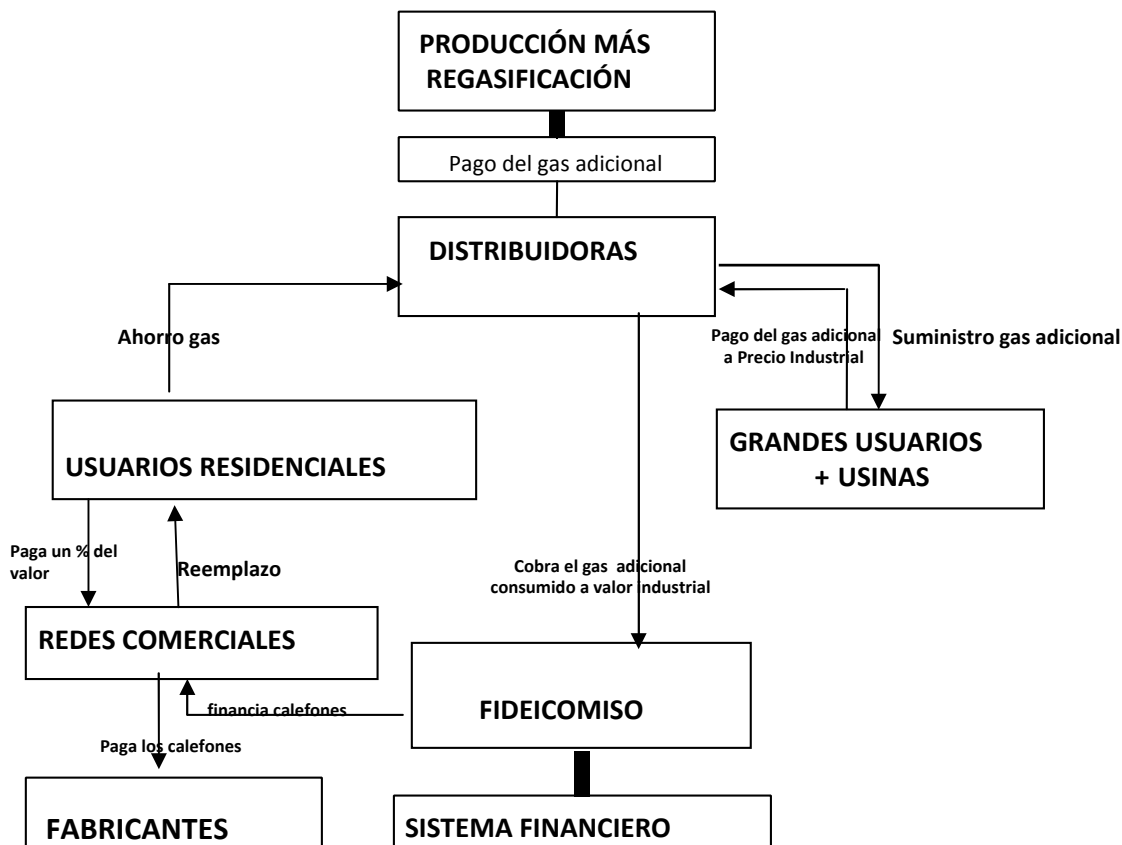 PRODUCCIÓN MÁS
REGASIFICACIÓN
Pago del gas adicional
DISTRIBUIDORAS
Ahorro gas
Pago del gas adicional
a Precio Industrial
Suministro gas adicional
USUARIOS RESIDENCIALES
GRANDES USUARIOS
+ USINAS
Paga un % del
valor
Reemplazo
Cobra el gas adicional
consumido a valor industrial
REDES COMERCIALES
FIDEICOMISO
financia calefones
Paga los calefones
FABRICANTES
SISTEMA FINANCIERO